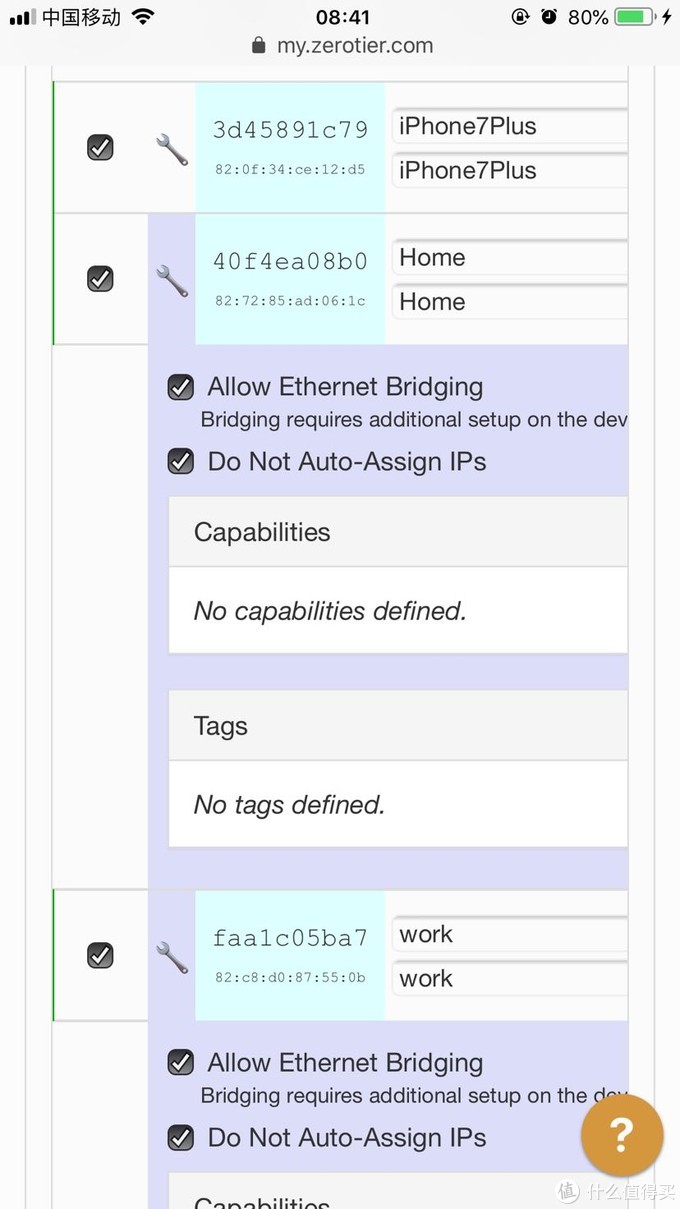 中国移动 08:41 80%
my.zerotier.com
3d45891c79 iPhone7Plus
82:0f:34:ce:12:d5 iPhone7Plus
40f4ea08b0 Home
82:72:85:ad:06:1c Home
Allow Ethernet Bridging
Bridging requires additional setup on the dev
Do Not Auto-Assign IPs
Capabilities
No capabilities defined.
Tags
No tags defined.
faa1c05ba7 work
82:c8:d0:87:55:0b work
Allow Ethernet Bridging
Bridging requires additional setup on the dev
Do Not Auto-Assign IPs
?
Capabilities
值 什么值得买